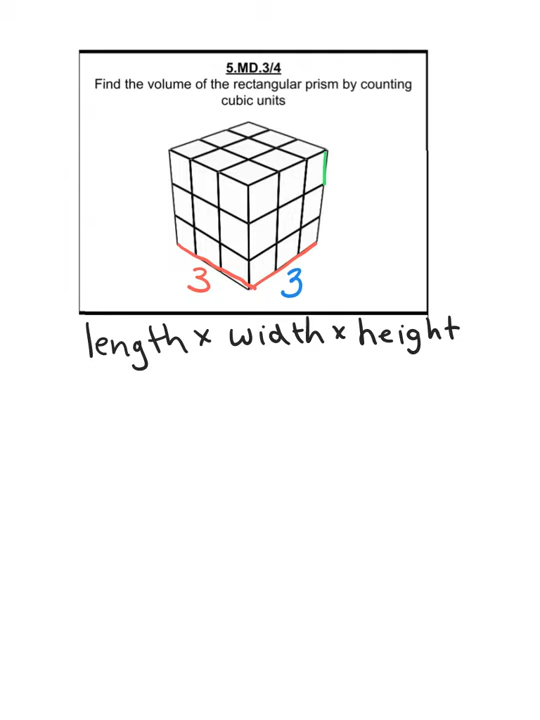 5.MD.3/4
Find the volume of the rectangular prism by counting
cubic units
3 3
length x width x height